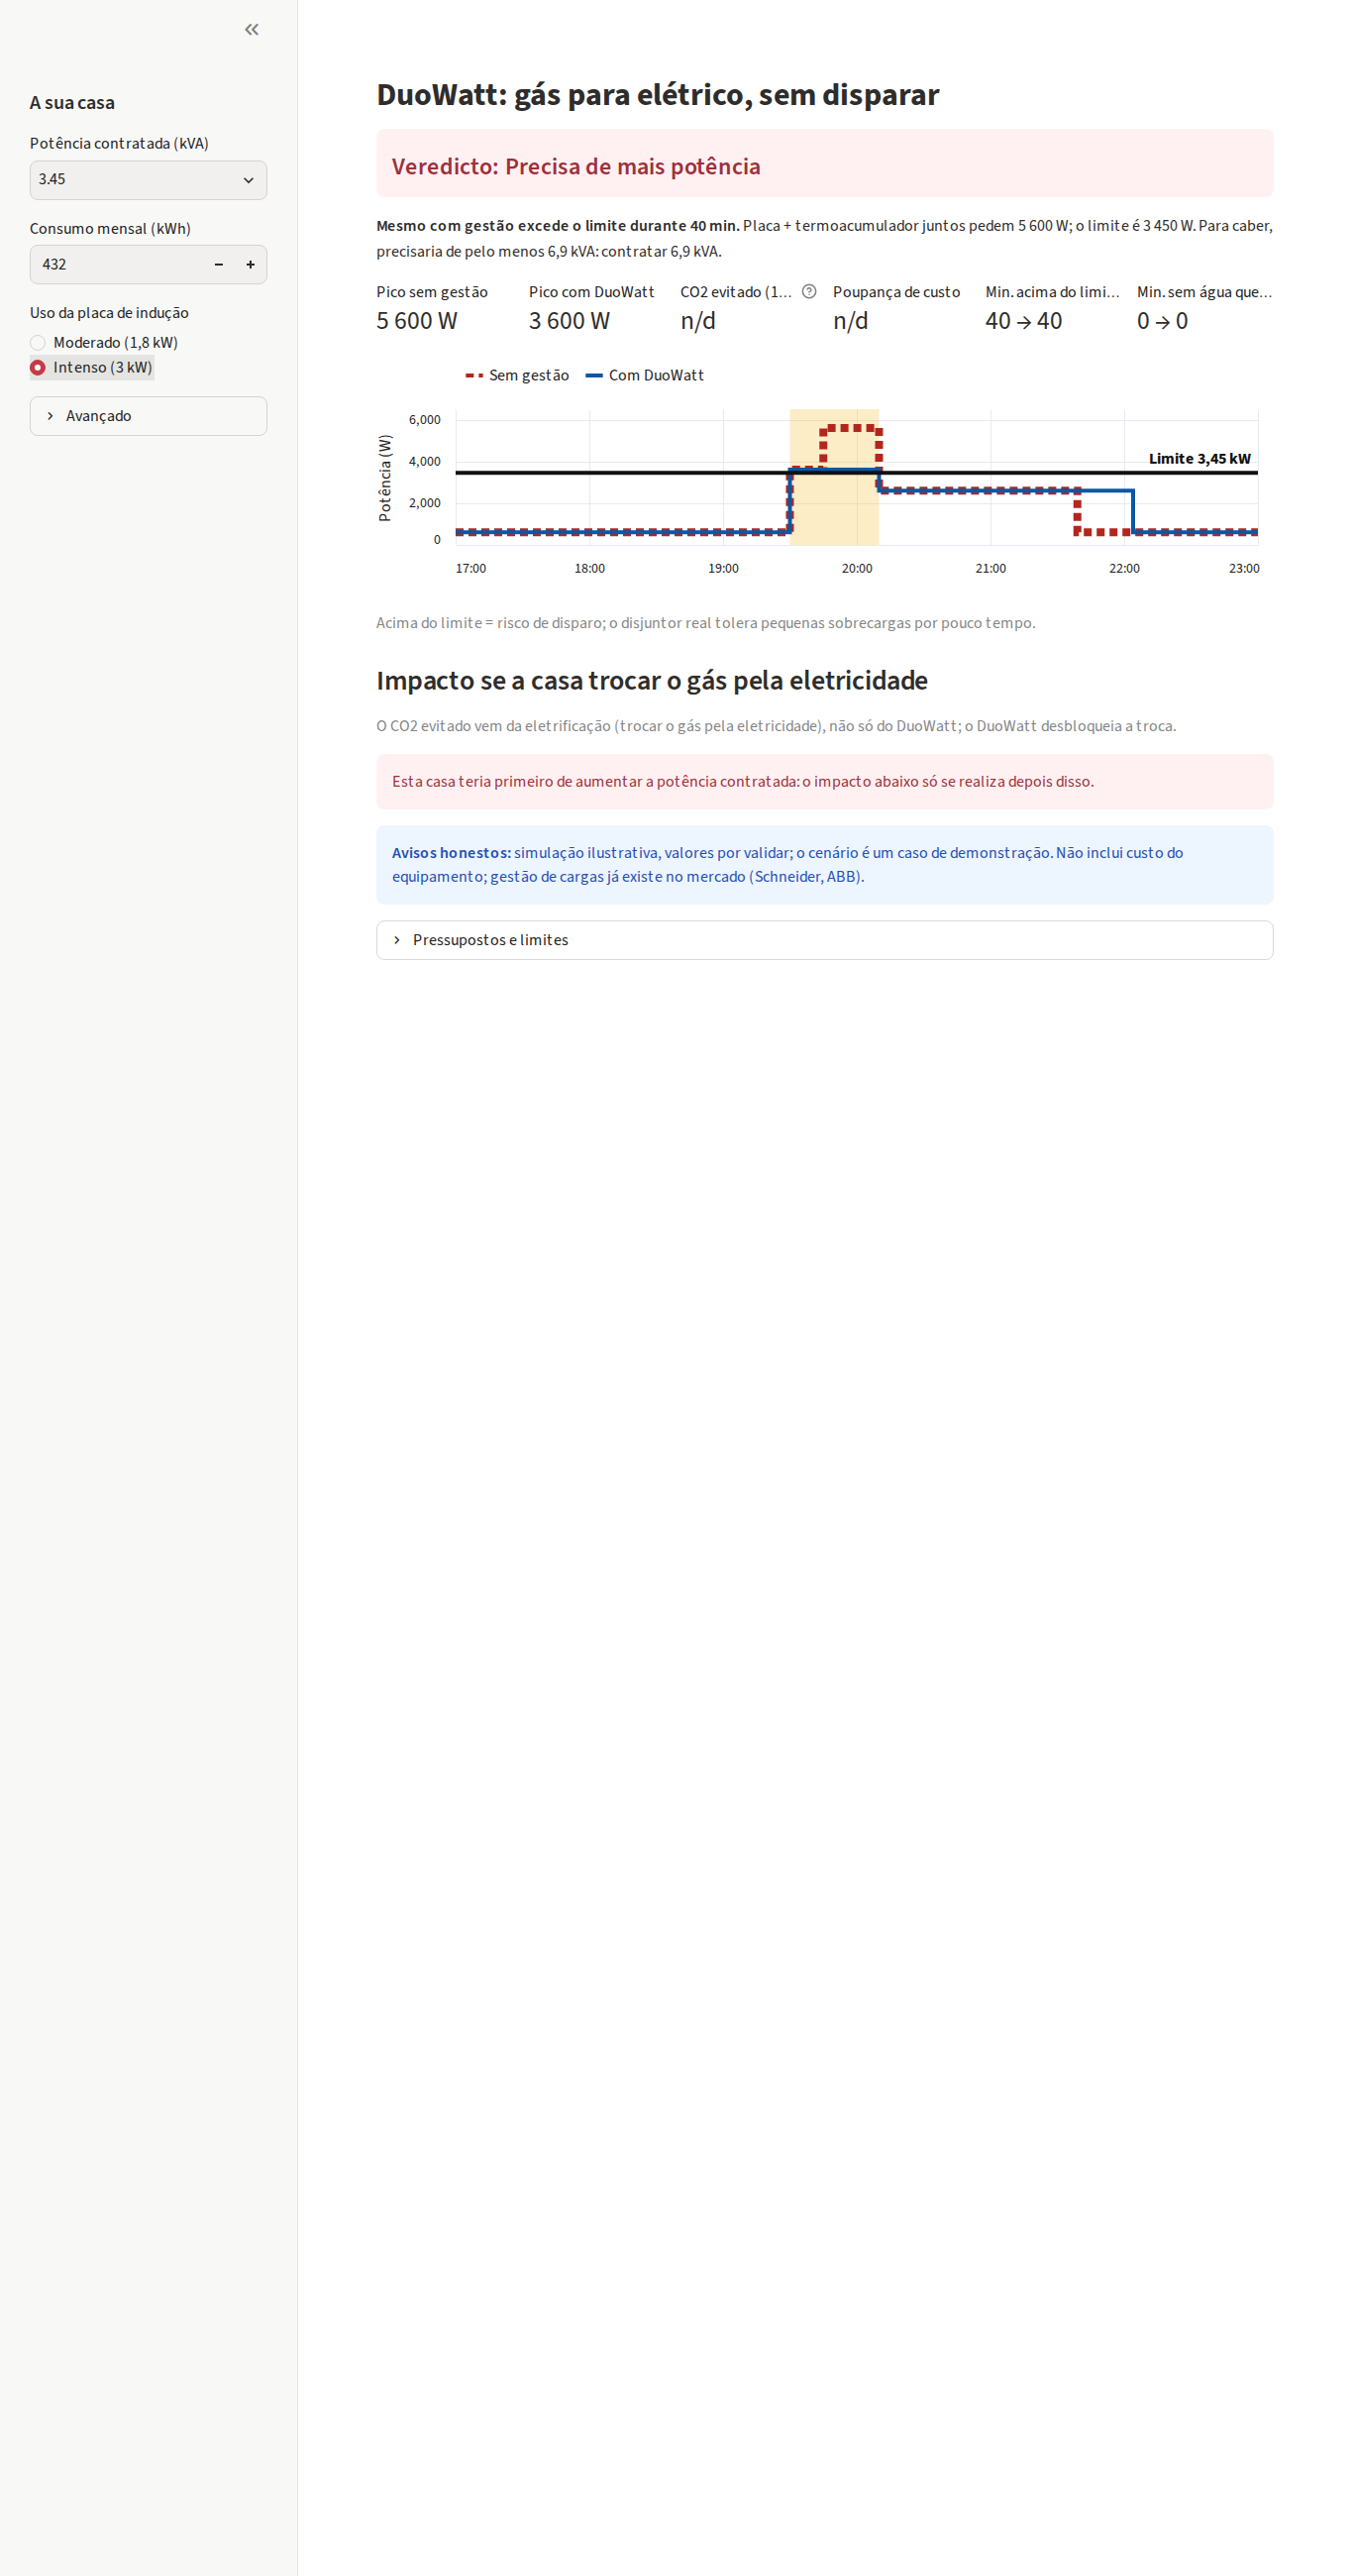 A sua casa
Potência contratada (kVA)
3.45
Consumo mensal (kWh)
432
Uso da placa de indução
Moderado (1,8 kW)
Intenso (3 kW)
Avançado
DuoWatt: gás para elétrico, sem disparar
Veredicto: Precisa de mais potência
Mesmo com gestão excede o limite durante 40 min. Placa + termoacumulador juntos pedem 5 600 W; o limite é 3 450 W. Para caber,
precisaria de pelo menos 6,9 kVA: contratar 6,9 kVA.
Pico sem gestão
5 600 W
Pico com DuoWatt
3 600 W
CO2 evitado (1...
n/d
Poupança de custo
n/d
Min. acima do limi...
40 → 40
Min. sem água que...
0 → 0
Sem gestão
Com DuoWatt
Potência (W)
6,000
4,000
2,000
0
Limite 3,45 kW
17:00
18:00
19:00
20:00
21:00
22:00
23:00
Acima do limite = risco de disparo; o disjuntor real tolera pequenas sobrecargas por pouco tempo.
Impacto se a casa trocar o gás pela eletricidade
O CO2 evitado vem da eletrificação (trocar o gás pela eletricidade), não só do DuoWatt; o DuoWatt desbloqueia a troca.
Esta casa teria primeiro de aumentar a potência contratada: o impacto abaixo só se realiza depois disso.
Avisos honestos: simulação ilustrativa, valores por validar; o cenário é um caso de demonstração. Não inclui custo do
equipamento; gestão de cargas já existe no mercado (Schneider, ABB).
Pressupostos e limites